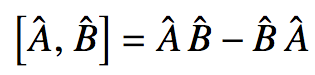 [Â, B̂] = Â B̂ − B̂ Â